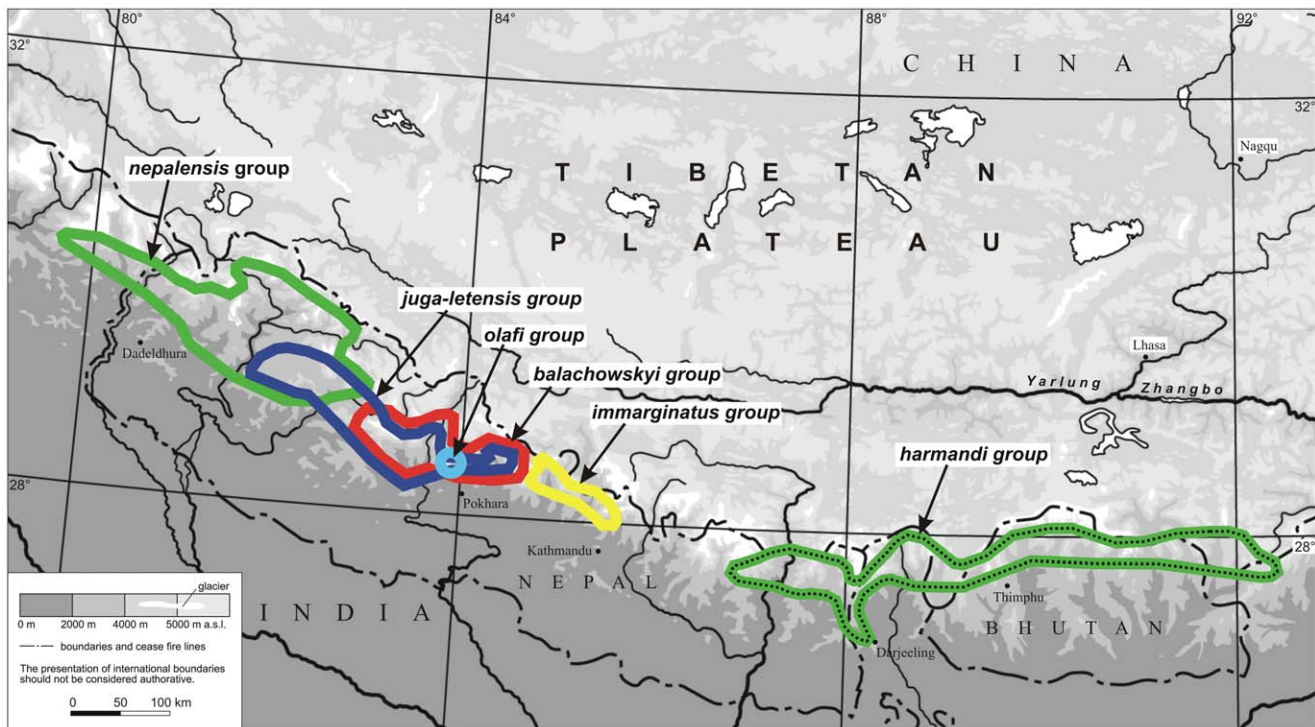 80°
84°
88°
92°
32°
32°
C H I N A
Nagqu
nepalensis group
T I B E T A N
P L A T E A U
juga-letensis group
olafi group
balachowskyi group
immarginatus group
Dadeldhura
Lhasa
Yarlung Zhangbo
harmandi group
28°
28°
Pokhara
Kathmandu
N E P A L
Thimphu
B H U T A N
Darjeeling
I N D I A
glacier
0 m 2000 m 4000 m 5000 m a.s.l.
boundaries and cease fire lines
The presentation of international boundaries
should not be considered authorative.
0 50 100 km